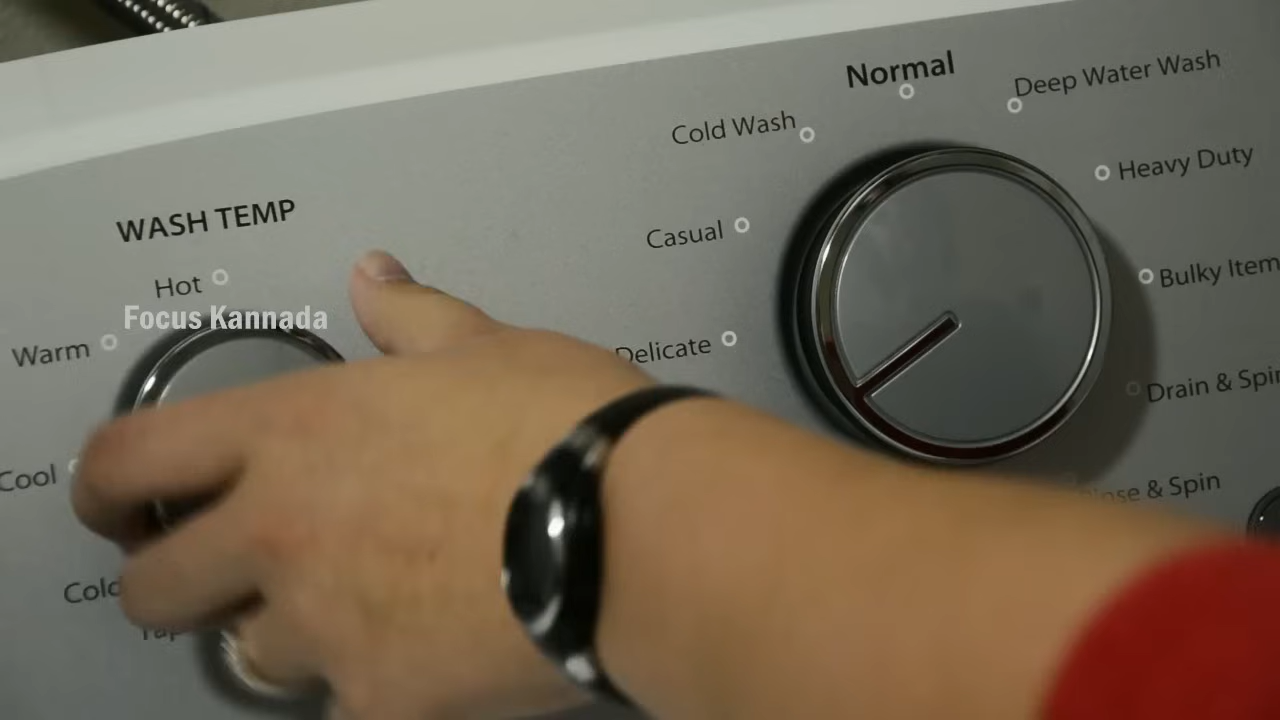 Normal
Deep Water Wash
Cold Wash
Heavy Duty
WASH TEMP
Casual
Hot
Bulky Item
Focus Kannada
Warm
Delicate
Drain & Spin
Cool
& Spin
Cold